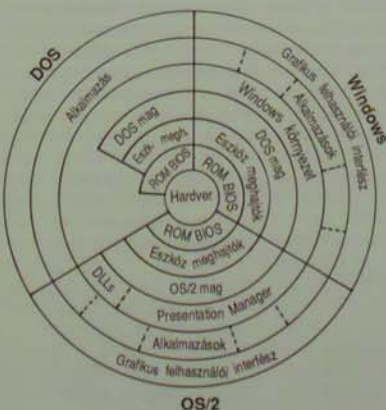 DOS
Alkalmazás
DOS mag
Eszk. megh.
ROM BIOS
Windows
Grafikus felhasználói interfész
Alkalmazások
Windows környezet
DOS mag
Eszköz meghajtók
ROM BIOS
Hardver
ROM BIOS
Eszköz meghajtók
OS/2 mag
DLLs
Presentation Manager
Alkalmazások
Grafikus felhasználói interfész
OS/2